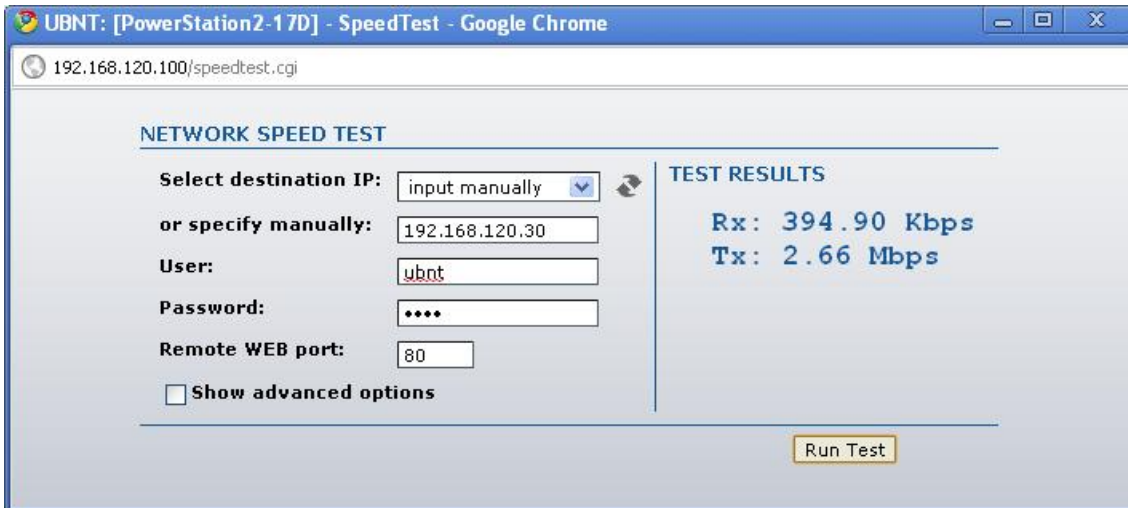 UBNT: [PowerStation2-17D] - SpeedTest - Google Chrome
192.168.120.100/speedtest.cgi
NETWORK SPEED TEST
Select destination IP: input manually
or specify manually: 192.168.120.30
User: ubnt
Password: ••••
Remote WEB port: 80
Show advanced options
TEST RESULTS
Rx: 394.90 Kbps
Tx: 2.66 Mbps
Run Test